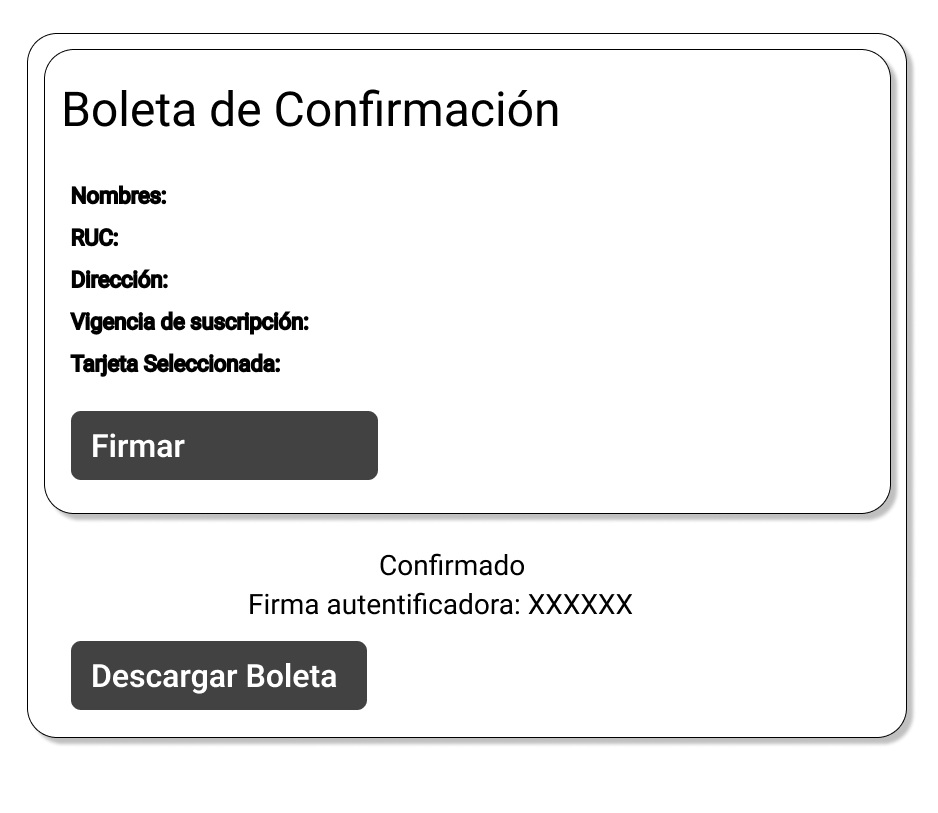 Boleta de Confirmación
Nombres:
RUC:
Dirección:
Vigencia de suscripción:
Tarjeta Seleccionada:
Firmar
Confirmado
Firma autentificadora: XXXXXX
Descargar Boleta